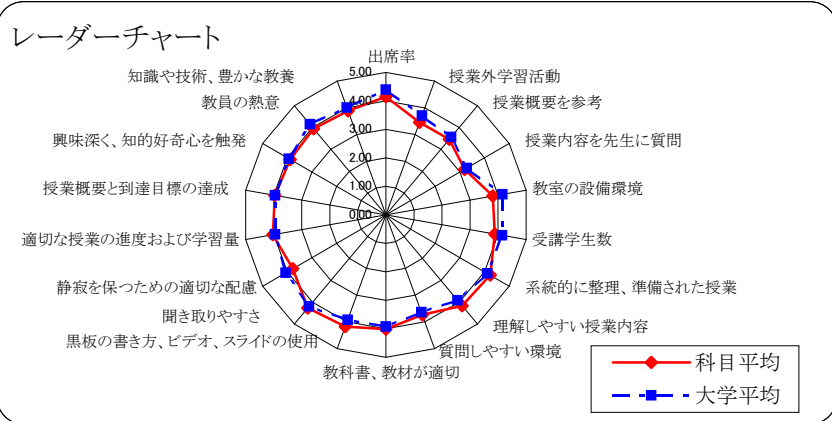 レーダーチャート
出席率
授業外学習活動
授業概要を参考
授業内容を先生に質問
教室の設備環境
受講学生数
系統的に整理、準備された授業
理解しやすい授業内容
質問しやすい環境
教科書、教材が適切
黒板の書き方、ビデオ、スライドの使用
聞き取りやすさ
静寂を保つための適切な配慮
適切な授業の進度および学習量
授業概要と到達目標の達成
興味深く、知的好奇心を触発
教員の熱意
知識や技術、豊かな教養
5.00
4.00
3.00
2.00
1.00
0.00
科目平均
大学平均